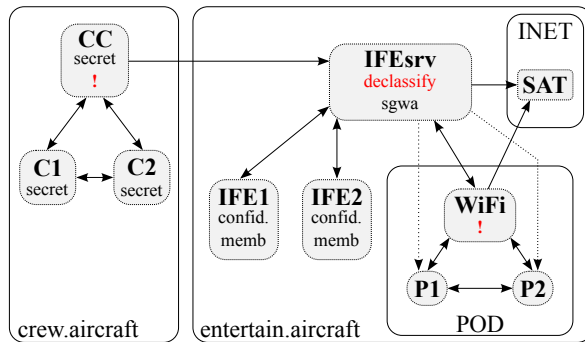 CC
secret
!
C1
secret
C2
secret
crew.aircraft
IFEsrv
declassify
sgwa
INET
SAT
IFE1
confid.
memb
IFE2
confid.
memb
WiFi
!
P1
P2
POD
entertain.aircraft